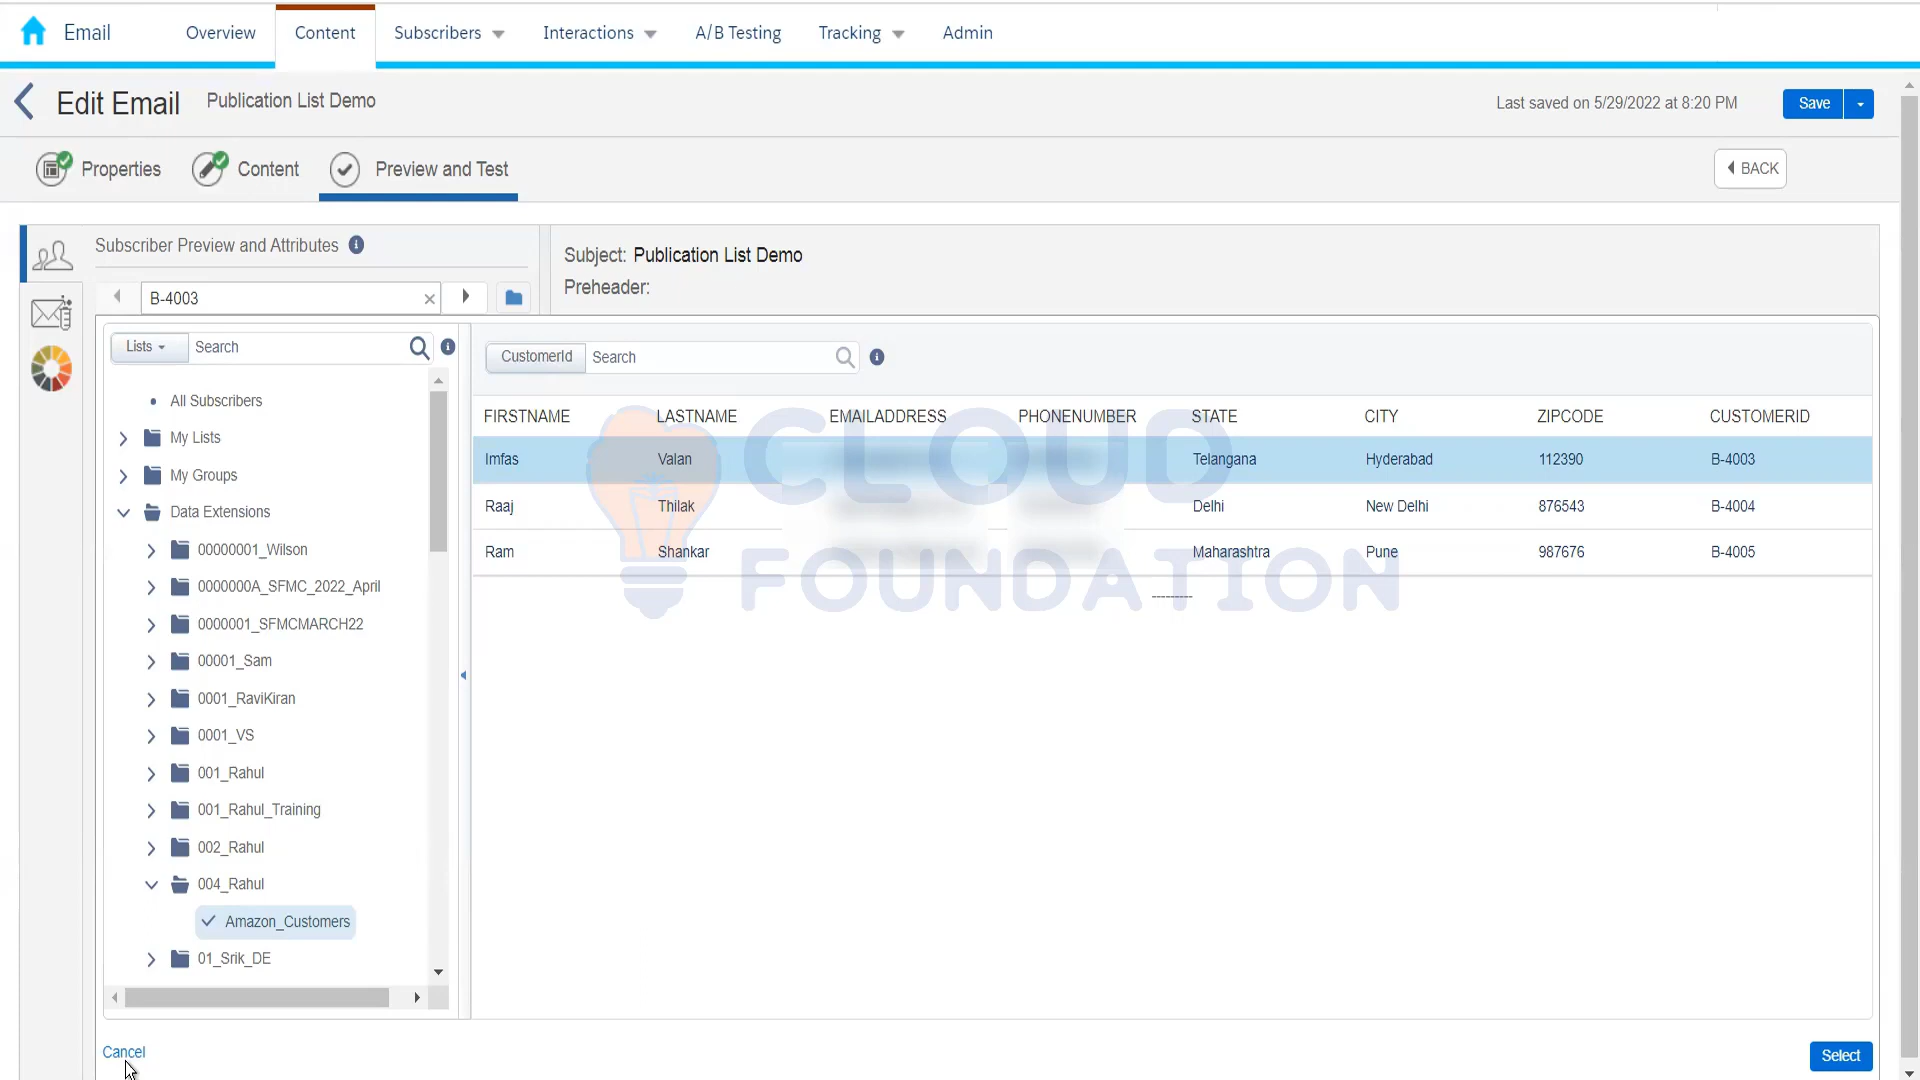 Email
Overview
Content
Subscribers
Interactions
A/B Testing
Tracking
Admin
Edit Email
Publication List Demo
Last saved on 5/29/2022 at 8:20 PM
Save
Properties
Content
Preview and Test
BACK
Subscriber Preview and Attributes
Subject: Publication List Demo
Preheader:
B-4003
Lists
Search
CustomerId
Search
All Subscribers
My Lists
My Groups
Data Extensions
00000001_Wilson
0000000A_SFMC_2022_April
0000001_SFMCMARCH22
00001_Sam
0001_RaviKiran
0001_VS
001_Rahul
001_Rahul_Training
002_Rahul
004_Rahul
Amazon_Customers
01_Srik_DE
FIRSTNAME LASTNAME EMAILADDRESS PHONENUMBER STATE CITY ZIPCODE CUSTOMERID
Imfas Valan Telangana Hyderabad 112390 B-4003
Raaj Thilak Delhi New Delhi 876543 B-4004
Ram Shankar Maharashtra Pune 987676 B-4005
---------
CLOUD
FOUNDATION
Cancel
Select